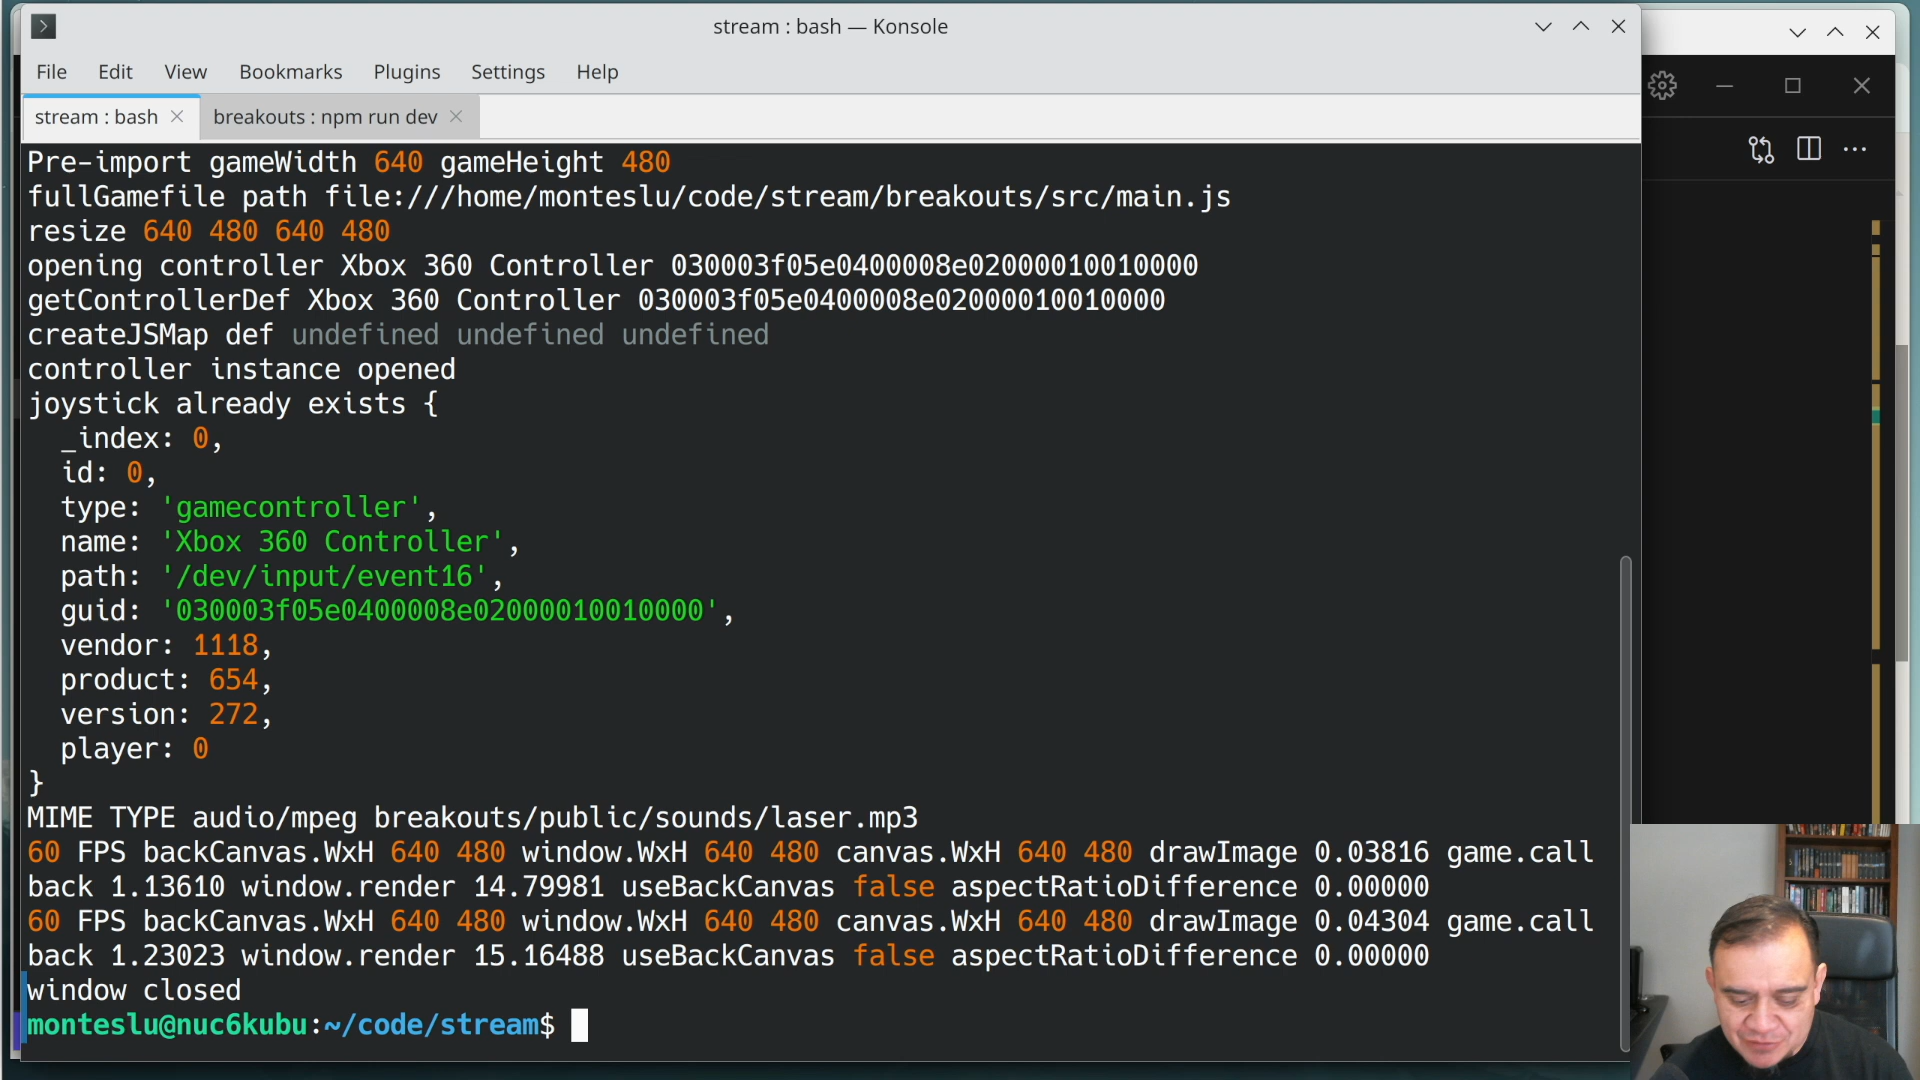 stream : bash — Konsole
File Edit View Bookmarks Plugins Settings Help
stream : bash
breakouts : npm run dev
Pre-import gameWidth 640 gameHeight 480
fullGamefile path file:///home/monteslu/code/stream/breakouts/src/main.js
resize 640 480 640 480
opening controller Xbox 360 Controller 030003f05e0400008e02000010010000
getControllerDef Xbox 360 Controller 030003f05e0400008e02000010010000
createJSMap def undefined undefined undefined
controller instance opened
joystick already exists {
_index: 0,
id: 0,
type: 'gamecontroller',
name: 'Xbox 360 Controller',
path: '/dev/input/event16',
guid: '030003f05e0400008e02000010010000',
vendor: 1118,
product: 654,
version: 272,
player: 0
}
MIME TYPE audio/mpeg breakouts/public/sounds/laser.mp3
60 FPS backCanvas.WxH 640 480 window.WxH 640 480 canvas.WxH 640 480 drawImage 0.03816 game.call
back 1.13610 window.render 14.79981 useBackCanvas false aspectRatioDifference 0.00000
60 FPS backCanvas.WxH 640 480 window.WxH 640 480 canvas.WxH 640 480 drawImage 0.04304 game.call
back 1.23023 window.render 15.16488 useBackCanvas false aspectRatioDifference 0.00000
window closed
monteslu@nuc6kubu:~/code/stream$